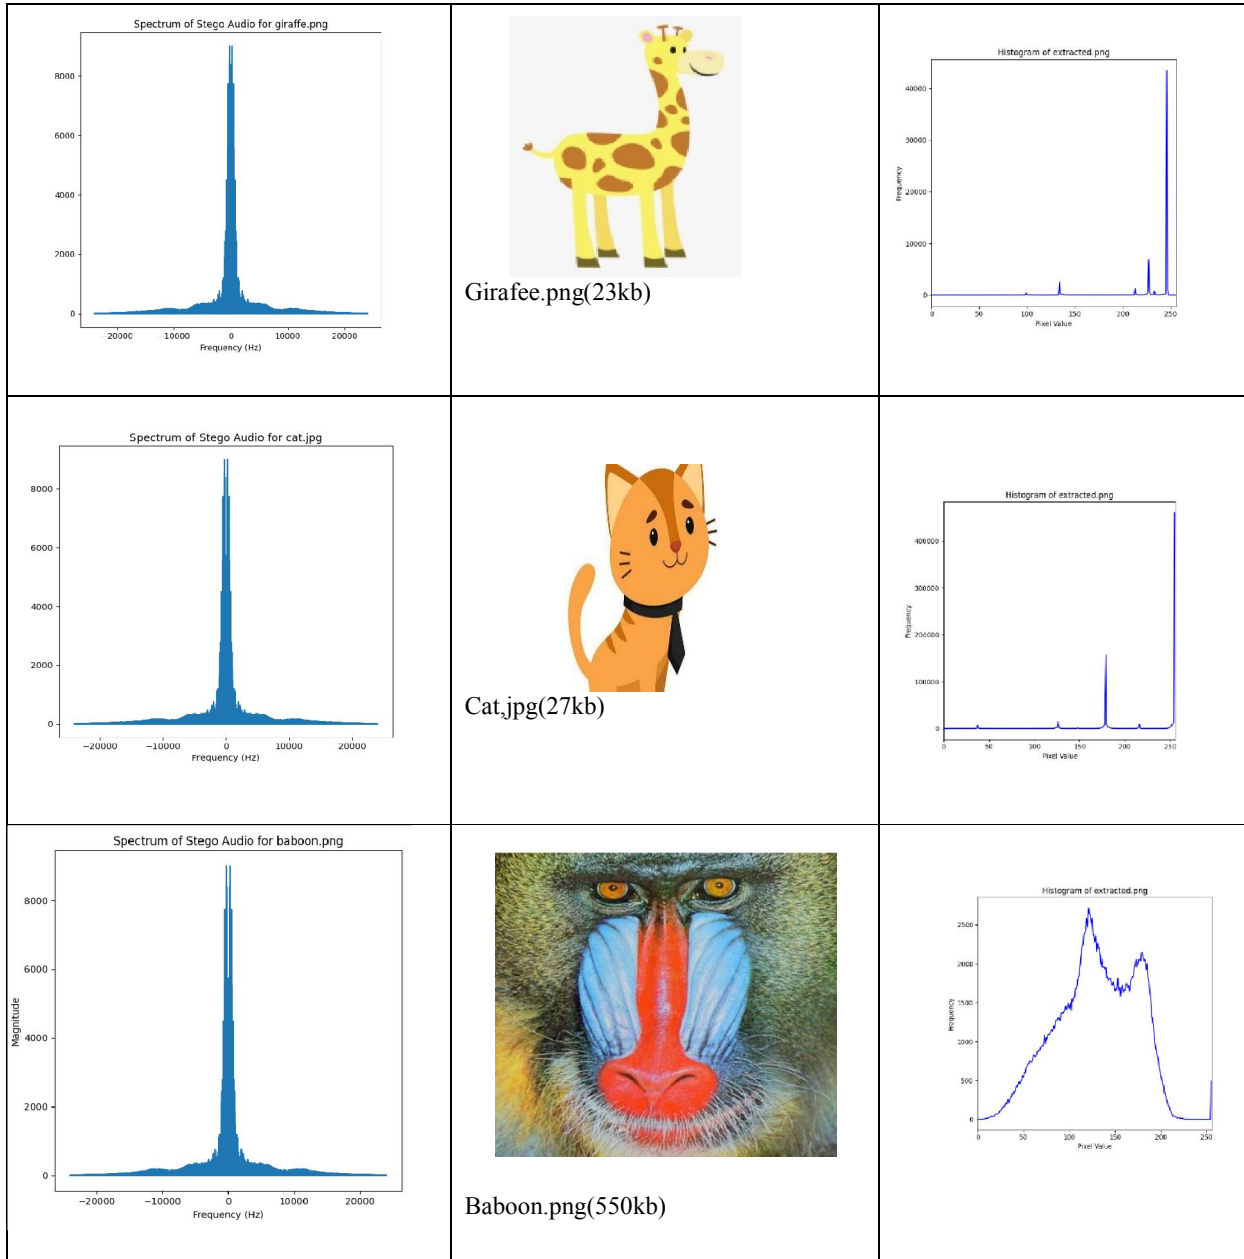 Spectrum of Stego Audio for giraffe.png
8000
6000
4000
2000
0
−20000 −10000 0 10000 20000
Frequency (Hz)
Girafee.png(23kb)
Histogram of extracted.png
Frequency
40000
30000
20000
10000
0
0 50 100 150 200 250
Pixel Value
Spectrum of Stego Audio for cat.jpg
8000
6000
4000
2000
0
−20000 −10000 0 10000 20000
Frequency (Hz)
Cat,jpg(27kb)
Histogram of extracted.png
Frequency
400000
300000
200000
100000
0
0 50 100 150 200 250
Pixel Value
Spectrum of Stego Audio for baboon.png
Magnitude
8000
6000
4000
2000
0
−20000 −10000 0 10000 20000
Frequency (Hz)
Baboon.png(550kb)
Histogram of extracted.png
Frequency
2500
2000
1500
1000
500
0
0 50 100 150 200 250
Pixel Value